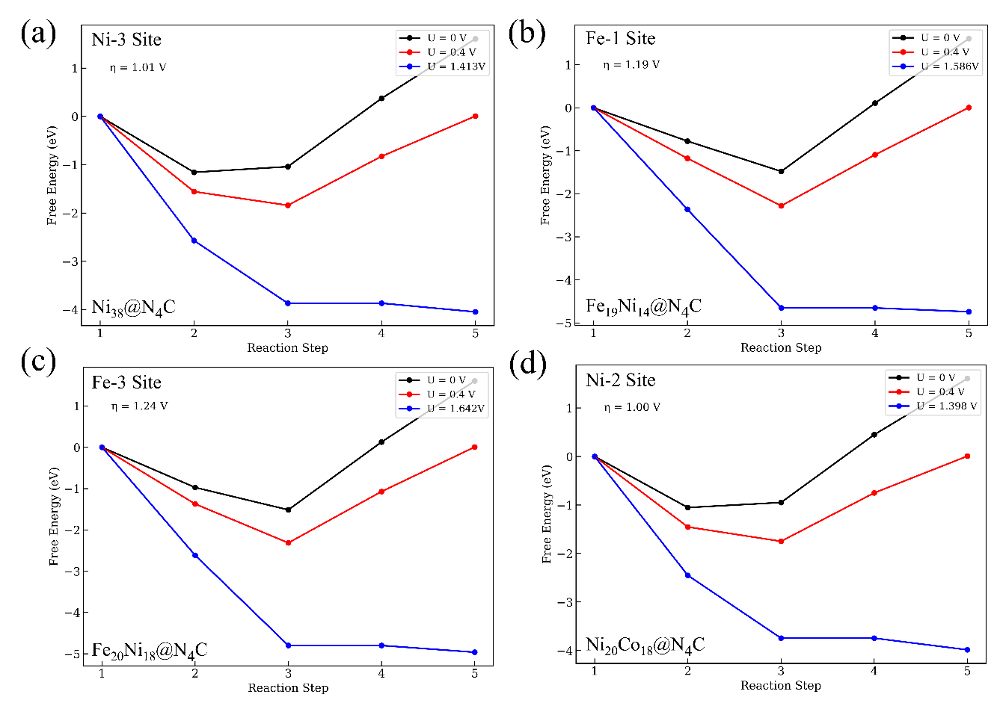 (a)
Ni-3 Site
η = 1.01 V
U = 0 V
U = 0.4 V
U = 1.413V
1
0
−1
−2
−3
−4
Free Energy (eV)
Ni38@N4C
1 2 3 4 5
Reaction Step
(b)
Fe-1 Site
η = 1.19 V
U = 0 V
U = 0.4 V
U = 1.586V
1
0
−1
−2
−3
−4
−5
Free Energy (eV)
Fe19Ni14@N4C
1 2 3 4 5
Reaction Step
(c)
Fe-3 Site
η = 1.24 V
U = 0 V
U = 0.4 V
U = 1.642V
1
0
−1
−2
−3
−4
−5
Free Energy (eV)
Fe20Ni18@N4C
1 2 3 4 5
Reaction Step
(d)
Ni-2 Site
η = 1.00 V
U = 0 V
U = 0.4 V
U = 1.398 V
1
0
−1
−2
−3
−4
Free Energy (eV)
Ni20Co18@N4C
1 2 3 4 5
Reaction Step